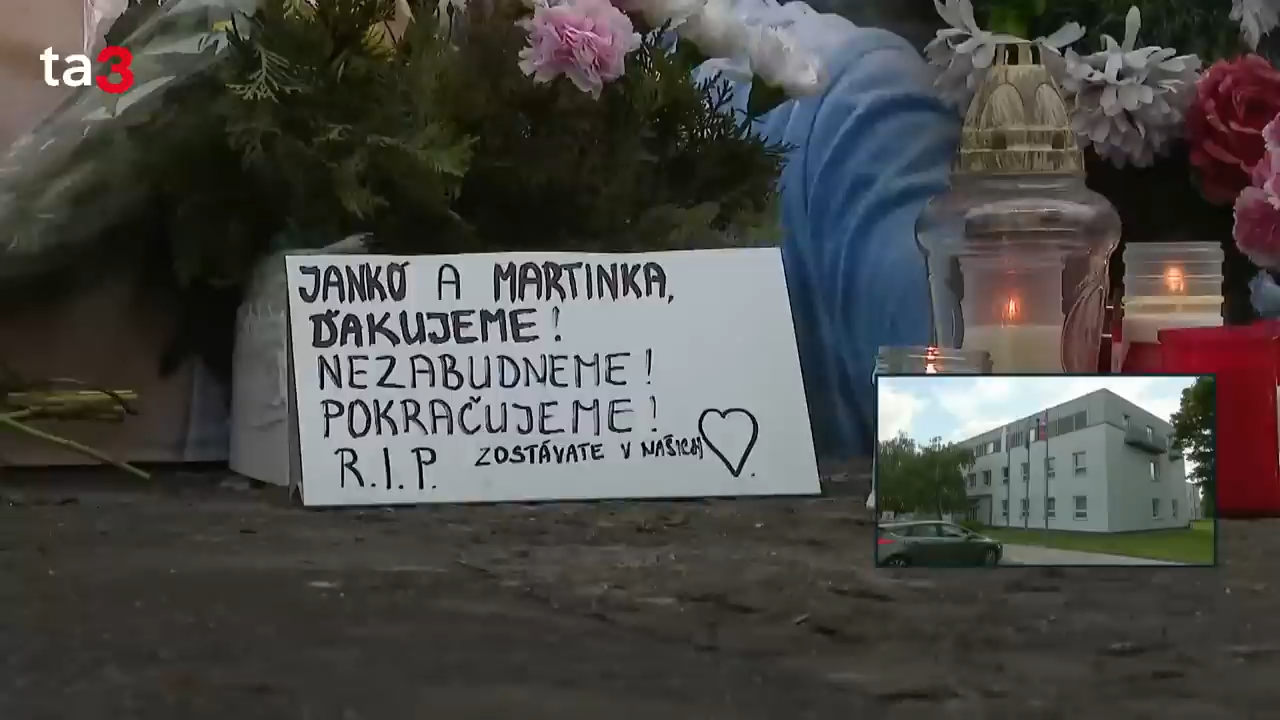 ta3
JANKO A MARTINKA,
ĎAKUJEME!
NEZABUDNEME!
POKRAČUJEME!
R.I.P. ZOSTÁVATE V NAŠICH